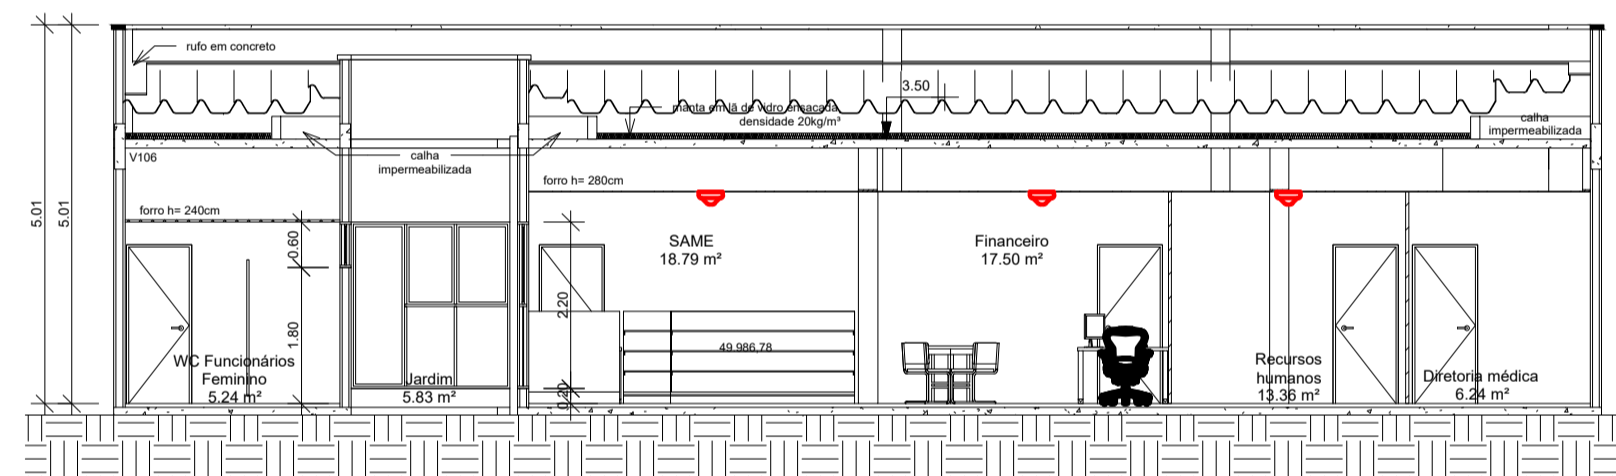 rufo em concreto
3.50
manta em lã de vidro ensacada
densidade 20kg/m³
calha
impermeabilizada
V106
calha
impermeabilizada
forro h= 280cm
forro h= 240cm
5.01
5.01
0.60
SAME
18.79 m²
Financeiro
17.50 m²
2.20
1.80
49.986,78
WC Funcionários
Feminino
5.24 m²
Jardim
5.83 m²
0.20
Recursos
humanos
13.36 m²
Diretoria médica
6.24 m²